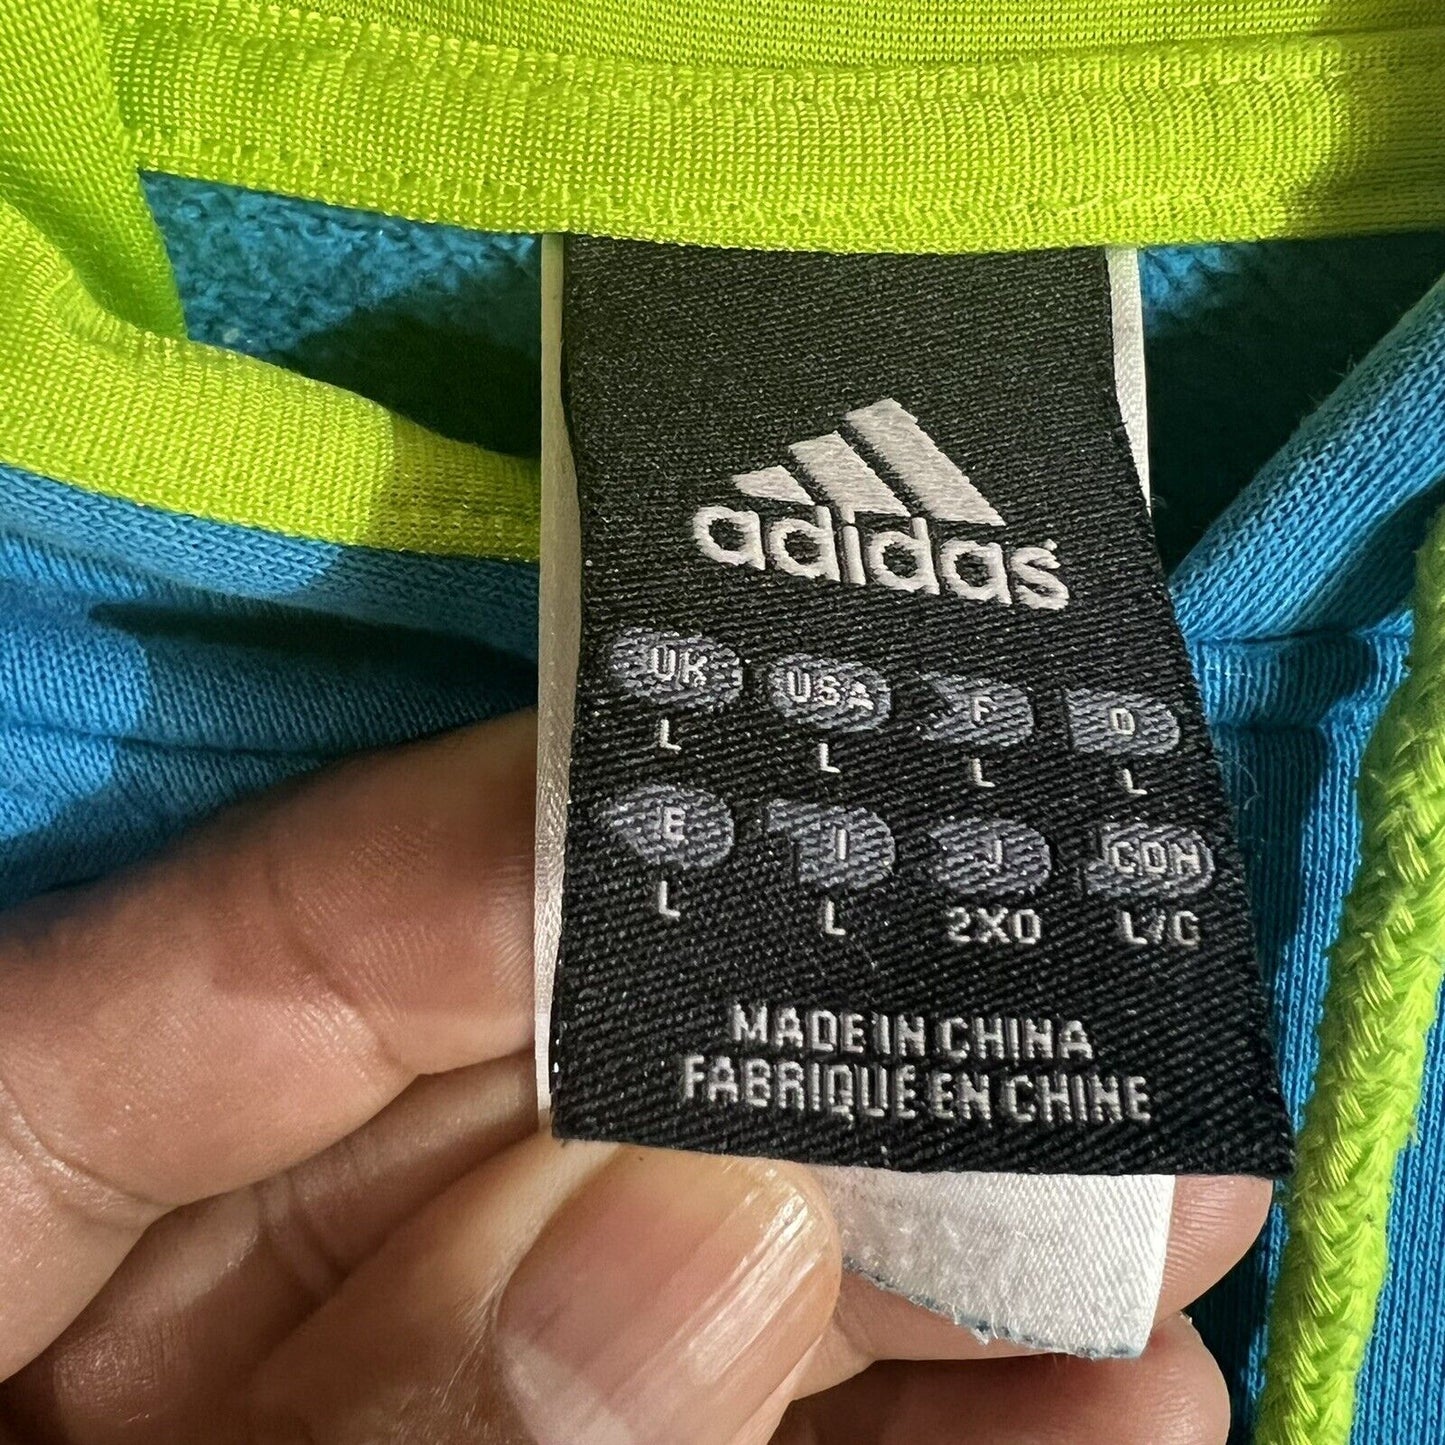 adidas
UK USA F D
L L L L
E I J CDN
L L 2XO L/G
MADE IN CHINA
FABRIQUE EN CHINE